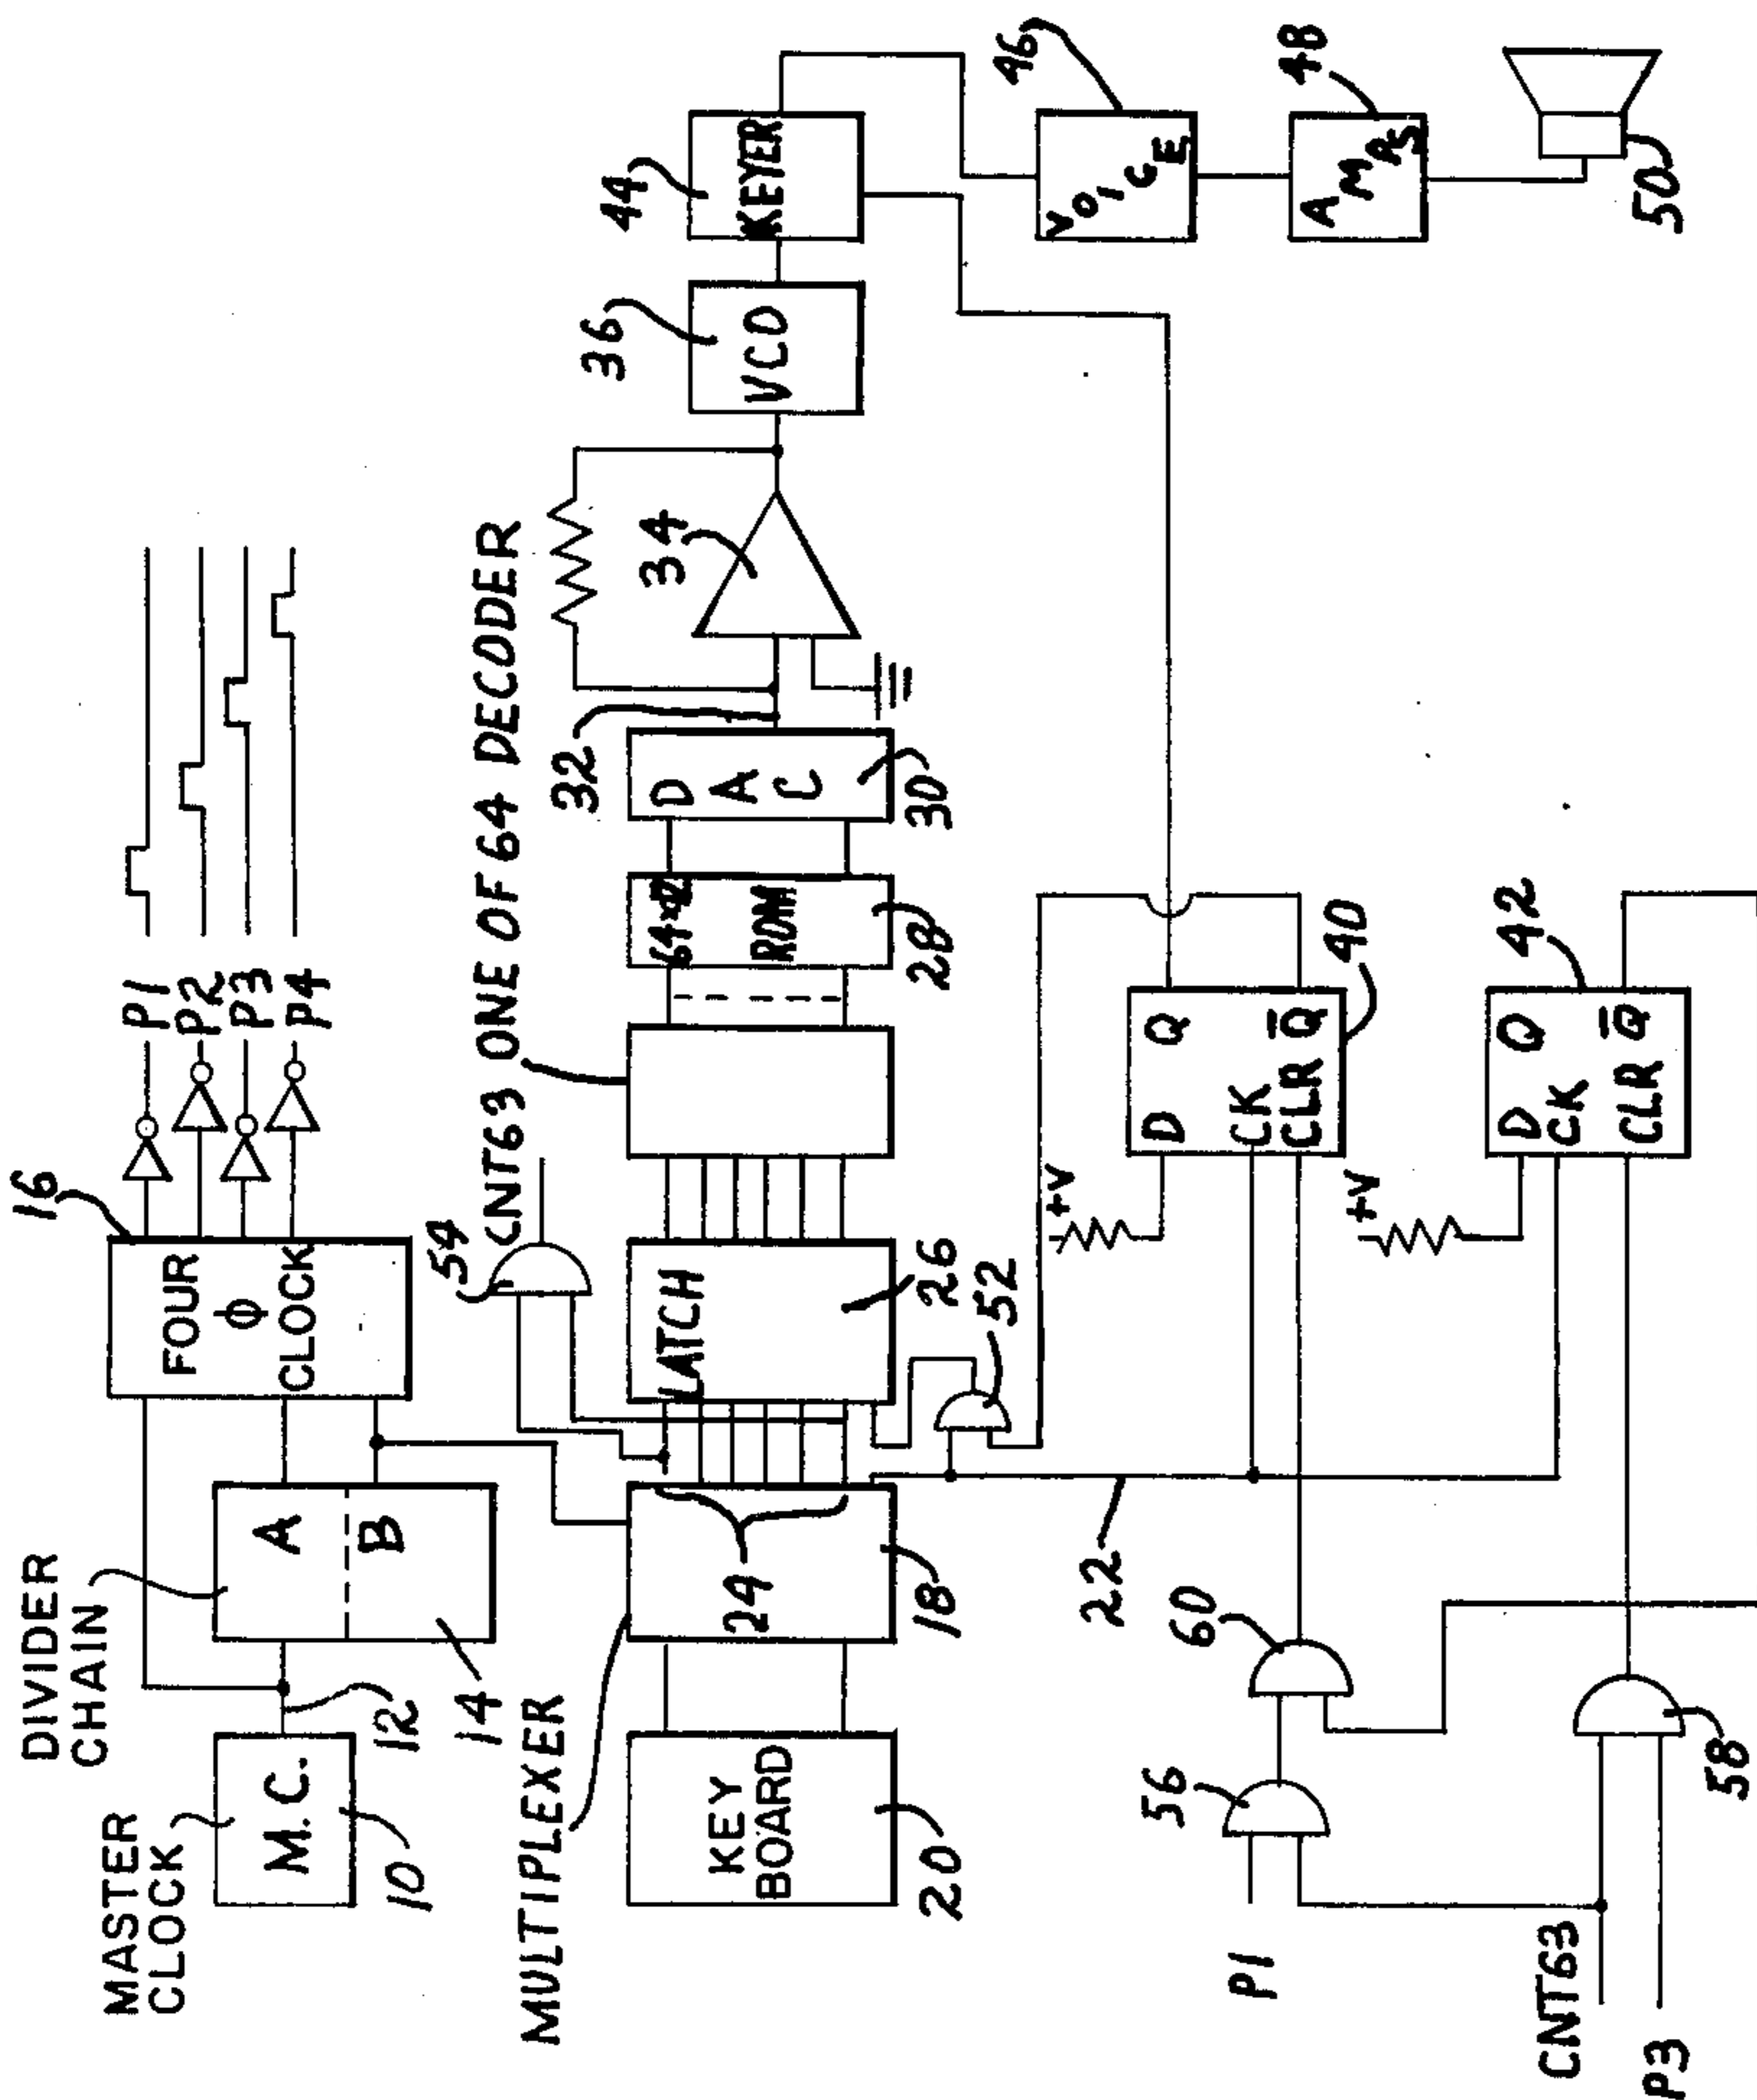 MASTER
CLOCK
M. C.
10
12
DIVIDER
CHAIN
A
B
14
16
FOUR
ϕ
CLOCK
P1
P2
P3
P4
MULTIPLEXER
KEY
BOARD
20
24
18
22
54
CNT63
LATCH
26
52
ONE OF 64 DECODER
ROM
28
DAC
30
32
34
36
VCO
44
KEYER
46
VOICE
48
50
+V
D Q
CK
CLR Q̅
40
+V
D Q
CK
CLR Q̅
42
P1
56
60
CNT63
P3
58